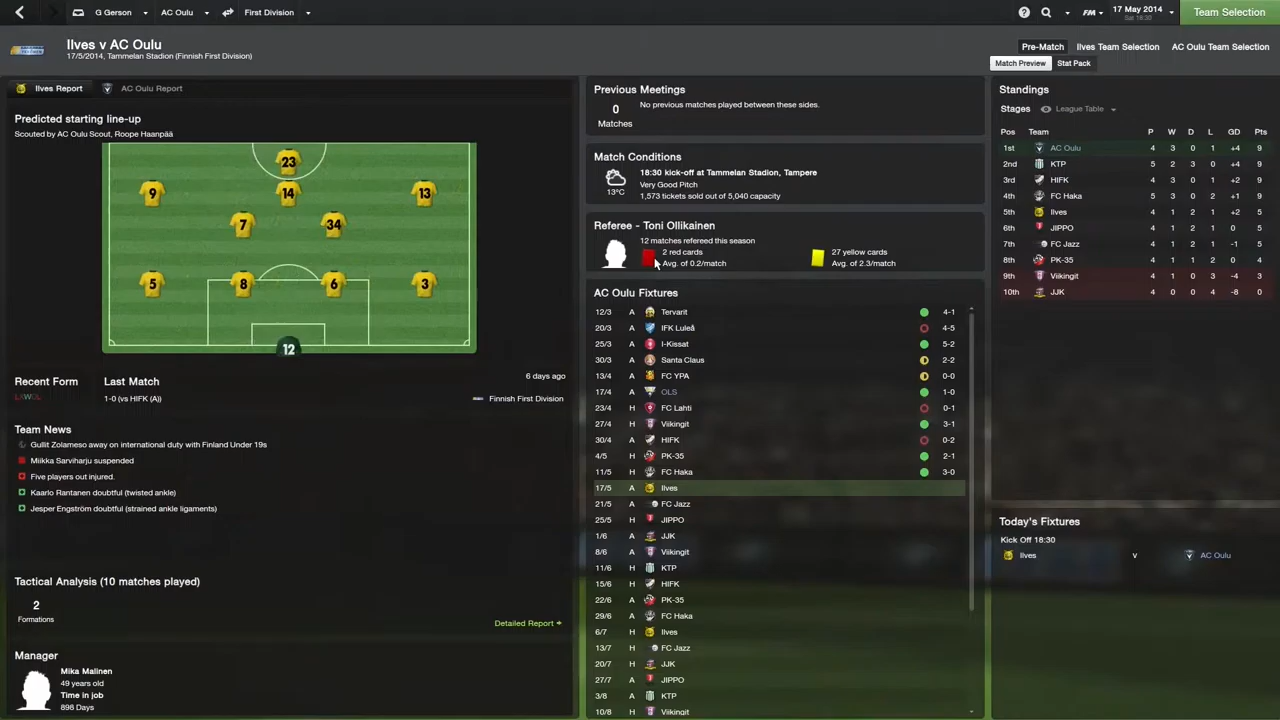 G Gerson
AC Oulu
First Division
FM
17 May 2014
Sat 18:30
Team Selection
Ilves v AC Oulu
17/5/2014, Tammelan Stadion (Finnish First Division)
Pre-Match
Ilves Team Selection
AC Oulu Team Selection
Match Preview
Stat Pack
Ilves Report
AC Oulu Report
Predicted starting line-up
Scouted by AC Oulu Scout, Roope Haanpää
23
9
14
13
7
34
5
8
6
3
12
6 days ago
Recent Form
Last Match
LXWOL
1-0 (vs HIFK (A))
Finnish First Division
Team News
Gullit Zolameso away on international duty with Finland Under 19s
Miikka Sarviharju suspended
Five players out injured.
Kaarlo Rantanen doubtful (twisted ankle)
Jesper Engström doubtful (strained ankle ligaments)
Tactical Analysis (10 matches played)
2
Formations
Detailed Report
Manager
Mika Malinen
49 years old
Time in job
898 Days
Previous Meetings
0
Matches
No previous matches played between these sides.
Match Conditions
13°C
18:30 kick-off at Tammelan Stadion, Tampere
Very Good Pitch
1,573 tickets sold out of 5,040 capacity
Referee - Toni Ollikainen
12 matches refereed this season
2 red cards
Avg. of 0.2/match
27 yellow cards
Avg. of 2.3/match
AC Oulu Fixtures
12/3 A Tervarit 4-1
20/3 A IFK Luleå 4-5
25/3 A I-Kissat 5-2
30/3 A Santa Claus 2-2
13/4 A FC YPA 0-0
17/4 A OLS 1-0
23/4 H FC Lahti 0-1
27/4 H Viikingit 3-1
30/4 A HIFK 0-2
4/5 H PK-35 2-1
11/5 H FC Haka 3-0
17/5 A Ilves
21/5 A FC Jazz
25/5 H JIPPO
1/6 A JJK
8/6 A Viikingit
11/6 H KTP
15/6 H HIFK
22/6 A PK-35
29/6 A FC Haka
6/7 H Ilves
13/7 H FC Jazz
20/7 H JJK
27/7 A JIPPO
3/8 A KTP
10/8 H Viikingit
Standings
Stages
League Table
Pos Team P W D L GD Pts
1st AC Oulu 4 3 0 1 +4 9
2nd KTP 5 2 3 0 +4 9
3rd HIFK 4 3 0 1 +2 9
4th FC Haka 5 3 0 2 +1 9
5th Ilves 4 1 2 1 +2 5
6th JIPPO 4 1 2 1 0 5
7th FC Jazz 4 1 2 1 -1 5
8th PK-35 4 1 1 2 0 4
9th Viikingit 4 1 0 3 -4 3
10th JJK 4 0 0 4 -8 0
Today's Fixtures
Kick Off 18:30
Ilves v AC Oulu